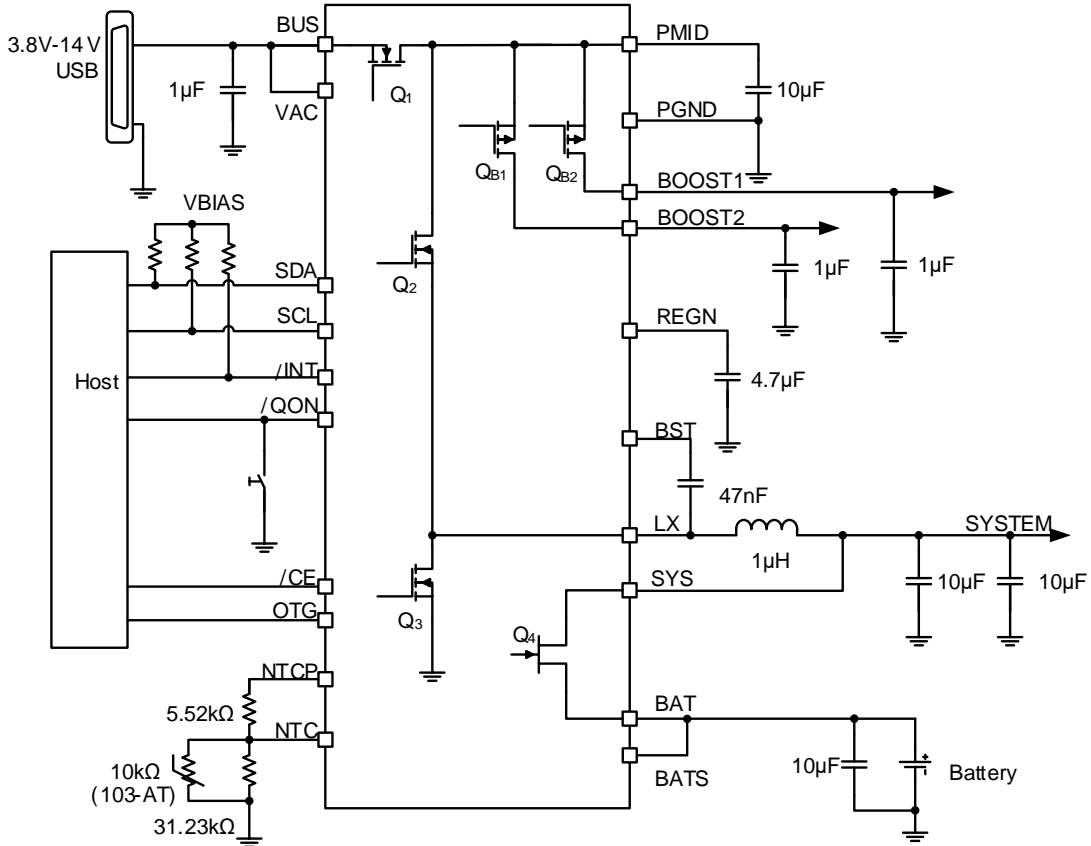 3.8V-14V
USB
1µF
BUS
VAC
Q1
PMID
10µF
PGND
QB1
QB2
BOOST1
BOOST2
1µF
1µF
VBIAS
SDA
Q2
SCL
REGN
Host
/INT
4.7µF
/QON
BST
47nF
LX
1µH
SYSTEM
/CE
SYS
10µF
10µF
OTG
Q3
Q4
NTCP
5.52kΩ
BAT
NTC
10kΩ
(103-AT)
BATS
10µF
+
-
Battery
31.23kΩ